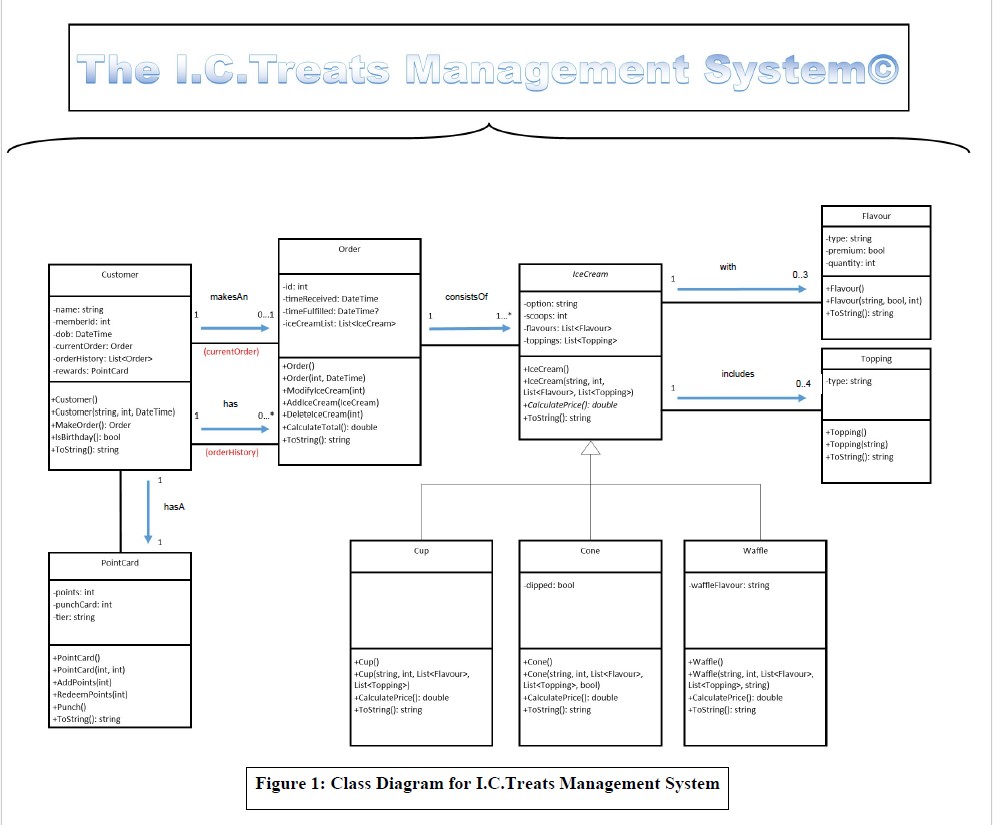 The I.C.Treats Management System©
Customer
-name: string
-memberId: int
-dob: DateTime
-currentOrder: Order
-orderHistory: List<Order>
-rewards: PointCard
+Customer()
+Customer(string, int, DateTime)
+MakeOrder(): Order
+IsBirthday(): bool
+ToString(): string
makesAn
1 0...1
(currentOrder)
has
1 0...*
(orderHistory)
Order
-id: int
-timeReceived: DateTime
-timeFulfilled: DateTime?
-iceCreamList: List<IceCream>
+Order()
+Order(int, DateTime)
+ModifyIceCream(int)
+AddIceCream(IceCream)
+DeleteIceCream(int)
+CalculateTotal(): double
+ToString(): string
consistsOf
1 1...*
IceCream
-option: string
-scoops: int
-flavours: List<Flavour>
-toppings: List<Topping>
+IceCream()
+IceCream(string, int,
List<Flavour>, List<Topping>)
+CalculatePrice(): double
+ToString(): string
with
1 0..3
includes
1 0..4
Flavour
-type: string
-premium: bool
-quantity: int
+Flavour()
+Flavour(string, bool, int)
+ToString(): string
Topping
-type: string
+Topping()
+Topping(string)
+ToString(): string
1
hasA
1
PointCard
-points: int
-punchCard: int
-tier: string
+PointCard()
+PointCard(int, int)
+AddPoints(int)
+RedeemPoints(int)
+Punch()
+ToString(): string
Cup
+Cup()
+Cup(string, int, List<Flavour>,
List<Topping>)
+CalculatePrice(): double
+ToString(): string
Cone
-dipped: bool
+Cone()
+Cone(string, int, List<Flavour>,
List<Topping>, bool)
+CalculatePrice(): double
+ToString(): string
Waffle
-waffleFlavour: string
+Waffle()
+Waffle(string, int, List<Flavour>,
List<Topping>, string)
+CalculatePrice(): double
+ToString(): string
Figure 1: Class Diagram for I.C.Treats Management System